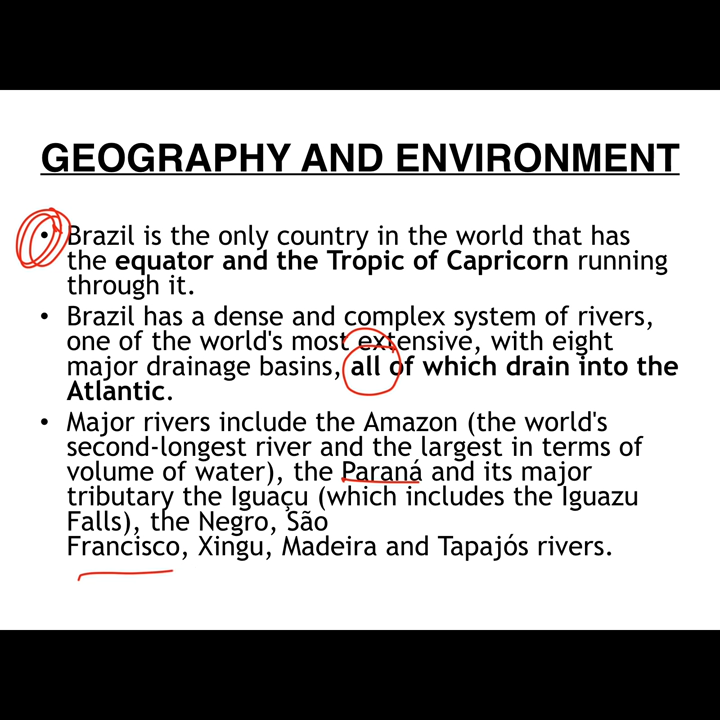 GEOGRAPHY AND ENVIRONMENT
• Brazil is the only country in the world that has
the equator and the Tropic of Capricorn running
through it.
• Brazil has a dense and complex system of rivers,
one of the world's most extensive, with eight
major drainage basins, all of which drain into the
Atlantic.
• Major rivers include the Amazon (the world's
second-longest river and the largest in terms of
volume of water), the Paraná and its major
tributary the Iguaçu (which includes the Iguazu
Falls), the Negro, São
Francisco, Xingu, Madeira and Tapajós rivers.